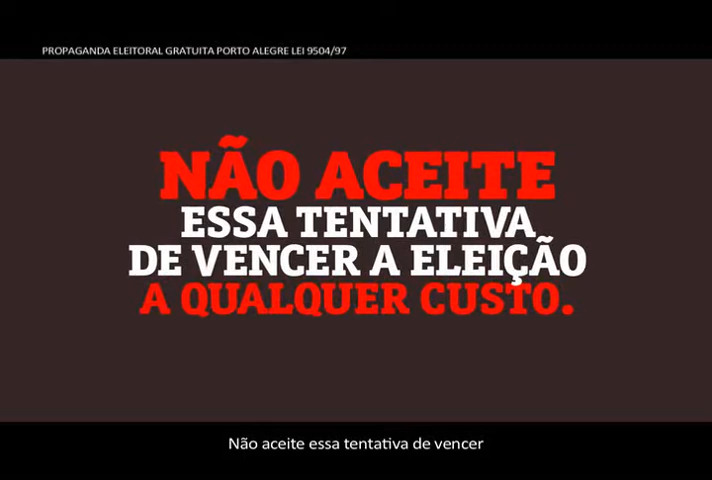 PROPAGANDA ELEITORAL GRATUITA PORTO ALEGRE LEI 9504/97
NÃO ACEITE
ESSA TENTATIVA
DE VENCER A ELEIÇÃO
A QUALQUER CUSTO.
Não aceite essa tentativa de vencer